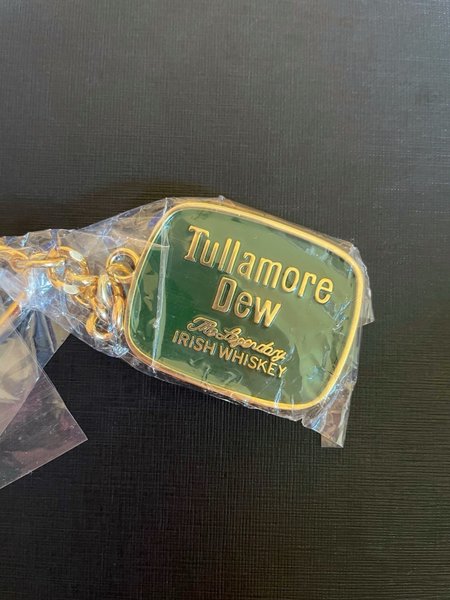 Tullamore
Dew
The Legendary
IRISH WHISKEY